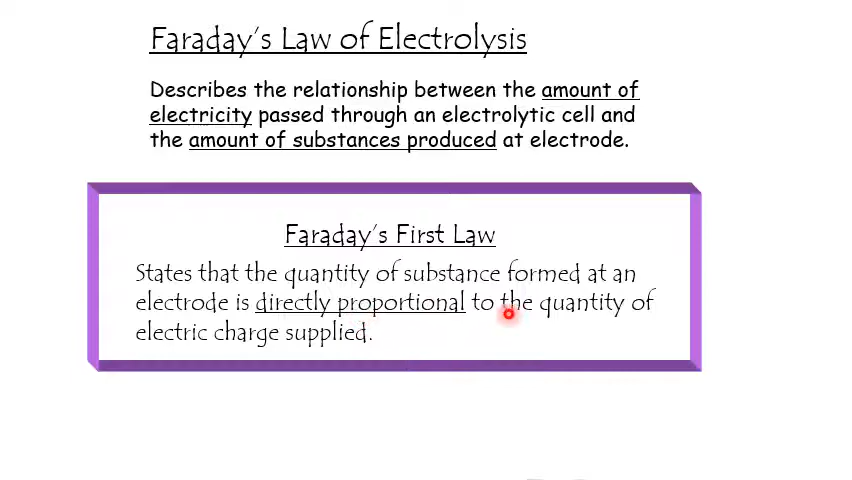 Faraday's Law of Electrolysis
Describes the relationship between the amount of
electricity passed through an electrolytic cell and
the amount of substances produced at electrode.
Faraday's First Law
States that the quantity of substance formed at an
electrode is directly proportional to the quantity of
electric charge supplied.